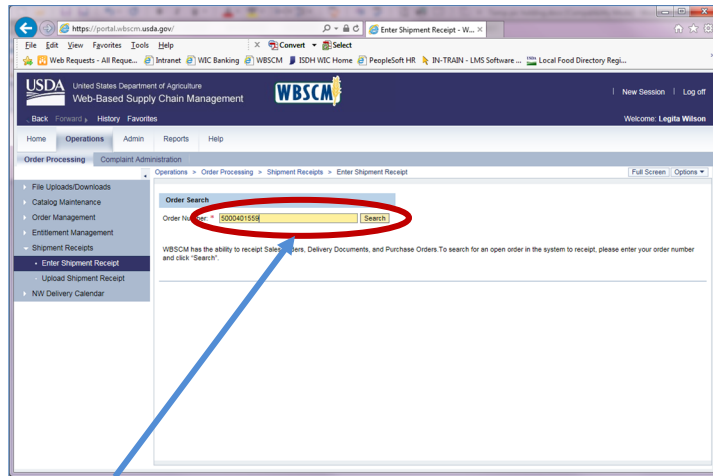 https://portal.wbscm.usda.gov/
Enter Shipment Receipt - W...
File Edit View Favorites Tools Help
x Convert Select
Web Requests - All Reque... Intranet WIC Banking WBSCM ISDH WIC Home PeopleSoft HR IN-TRAIN - LMS Software ... Local Food Directory Regi...
USDA United States Department of Agriculture
Web-Based Supply Chain Management
WBSCM
New Session | Log off
Back Forward History Favorites
Welcome: Legita Wilson
Home Operations Admin Reports Help
Order Processing Complaint Administration
Operations > Order Processing > Shipment Receipts > Enter Shipment Receipt
Full Screen Options
File Uploads/Downloads
Catalog Maintenance
Order Management
Entitlement Management
Shipment Receipts
Enter Shipment Receipt
Upload Shipment Receipt
NW Delivery Calendar
Order Search
Order Number: * 5000401559 Search
WBSCM has the ability to receipt Sales Orders, Delivery Documents, and Purchase Orders.To search for an open order in the system to receipt, please enter your order number
and click "Search".